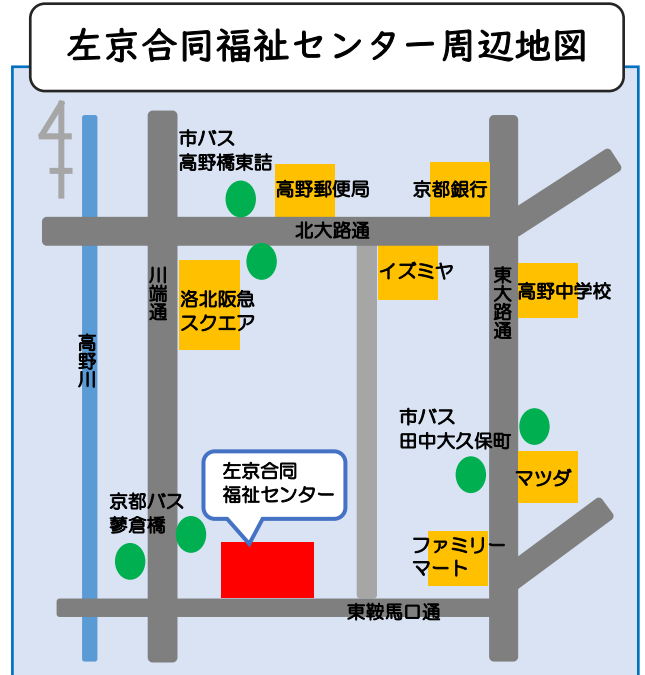 左京合同福祉センター周辺地図
市バス
高野橋東詰
高野郵便局
京都銀行
北大路通
川端通
洛北阪急
スクエア
イズミヤ
東大路通
高野中学校
高野川
市バス
田中大久保町
左京合同
福祉センター
マツダ
京都バス
蓼倉橋
ファミリー
マート
東鞍馬口通